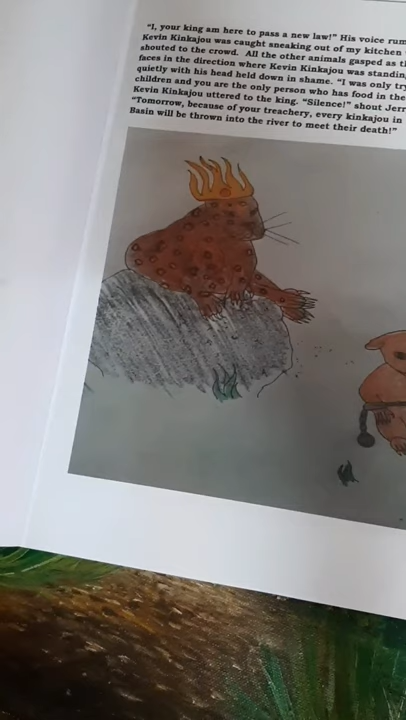 "I, your king am here to pass a new law!" His voice rum
Kevin Kinkajou was caught sneaking out of my kitchen
shouted to the crowd. All the other animals gasped as th
faces in the direction where Kevin Kinkajou was standin
quietly with his head held down in shame. "I was only try
children and you are the only person who has food in the
Kevin Kinkajou uttered to the king. "Silence!" shout Jer
"Tomorrow, because of your treachery, every kinkajou in
Basin will be thrown into the river to meet their death!"